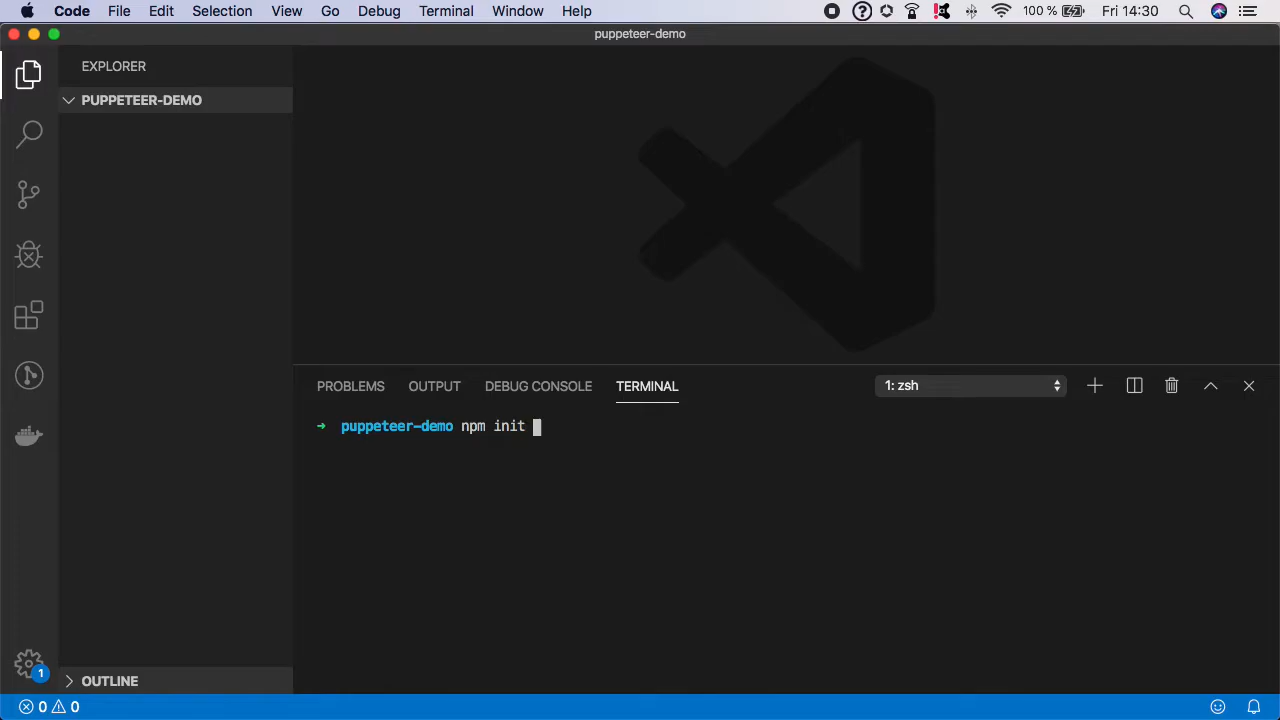 Code File Edit Selection View Go Debug Terminal Window Help 100 % Fri 14:30
puppeteer-demo
EXPLORER
PUPPETEER-DEMO
PROBLEMS OUTPUT DEBUG CONSOLE TERMINAL 1: zsh
→ puppeteer-demo npm init
1
OUTLINE
0 0